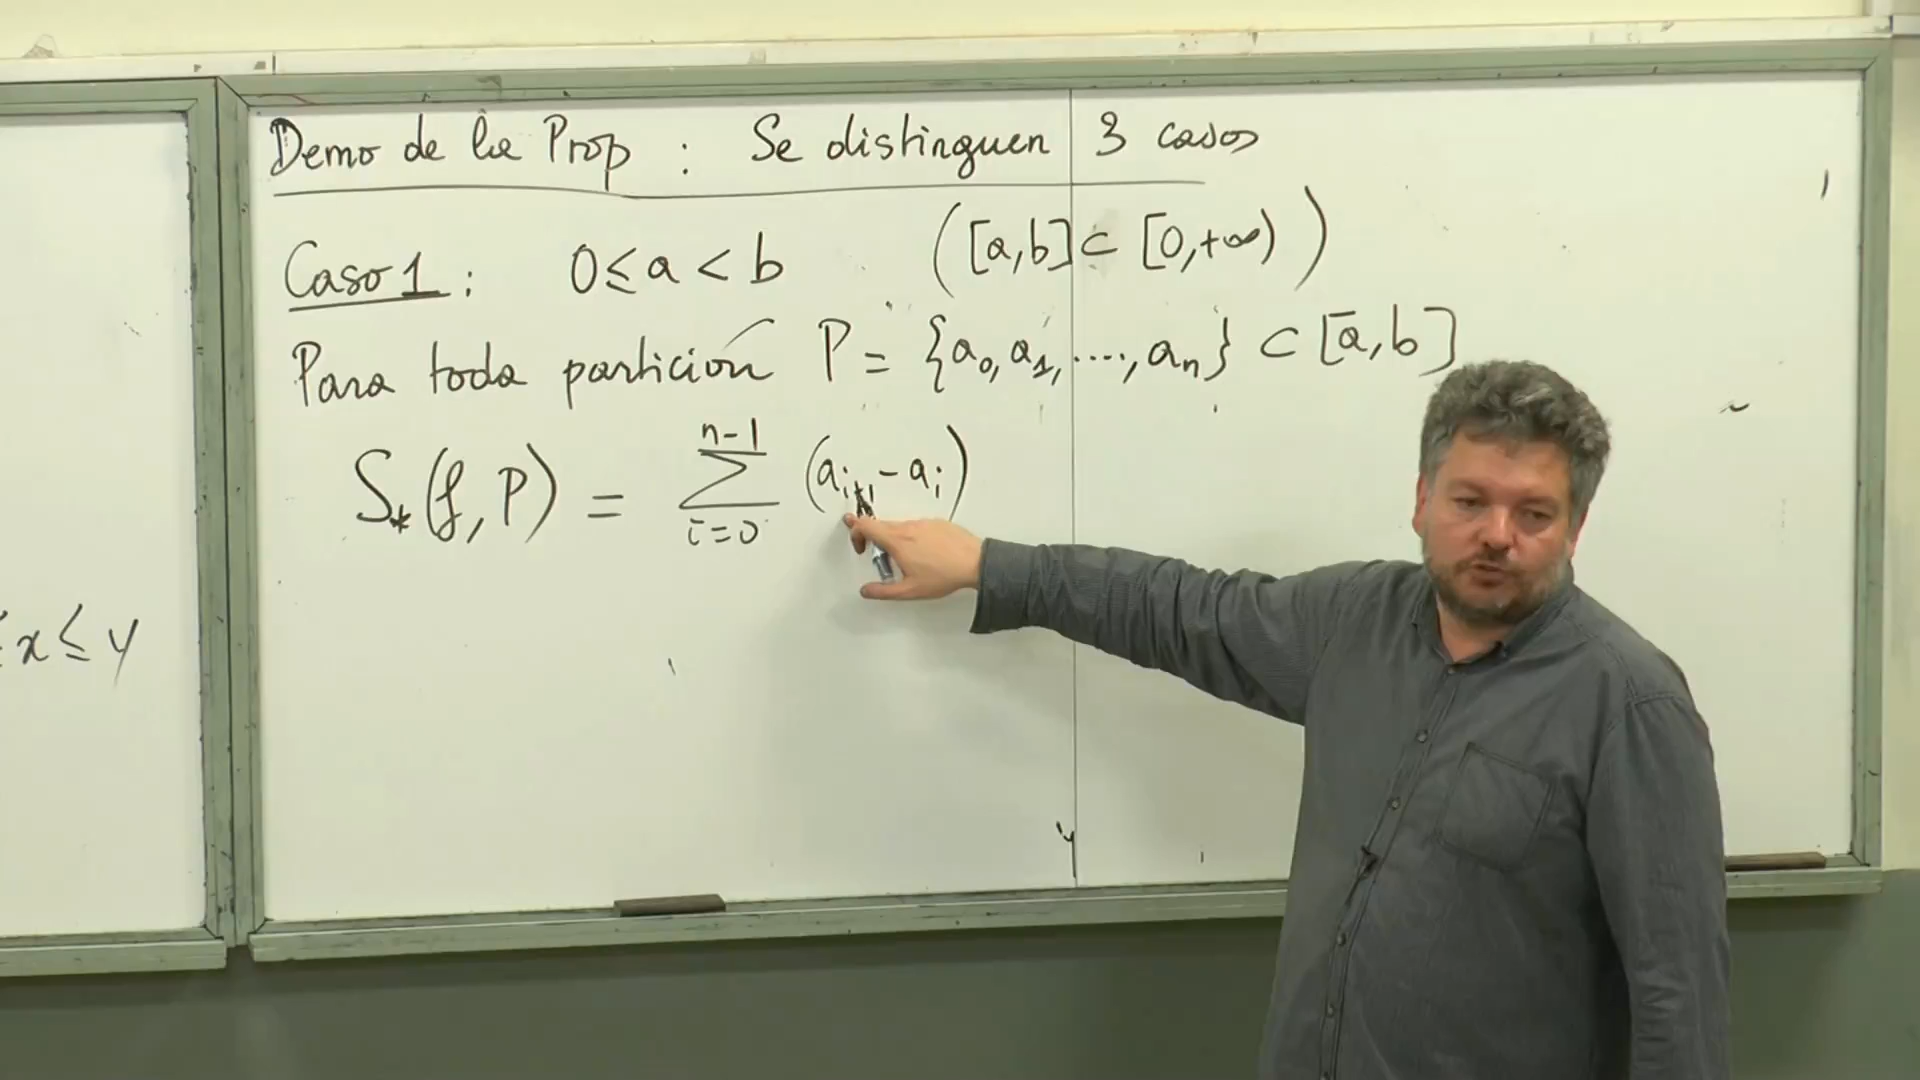 Demo de la Prop : Se distinguen 3 casos
Caso 1 : 0 ≤ a < b ([a,b] ⊂ [0,+∞))
Para toda partición P = {a₀, a₁, ...., aₙ} ⊂ [a,b]
S⁎(f, P) = ∑_{i=0}^{n-1} (a_{i+1} - a_i)
x ≤ y